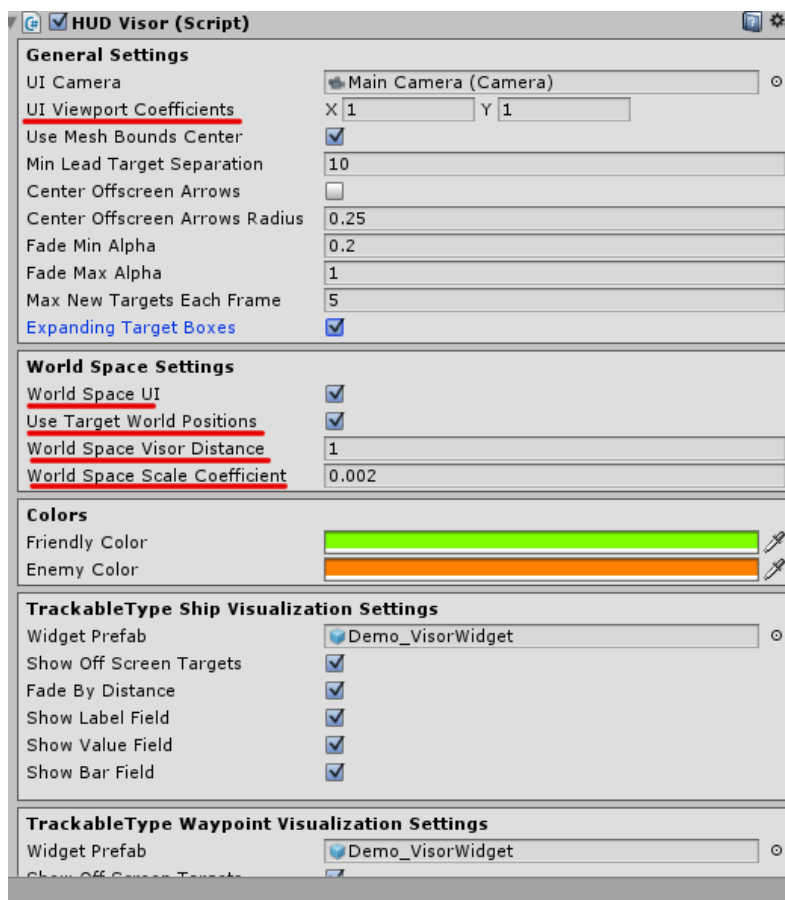 HUD Visor (Script)
General Settings
UI Camera Main Camera (Camera)
UI Viewport Coefficients X 1 Y 1
Use Mesh Bounds Center
Min Lead Target Separation 10
Center Offscreen Arrows
Center Offscreen Arrows Radius 0.25
Fade Min Alpha 0.2
Fade Max Alpha 1
Max New Targets Each Frame 5
Expanding Target Boxes
World Space Settings
World Space UI
Use Target World Positions
World Space Visor Distance 1
World Space Scale Coefficient 0.002
Colors
Friendly Color
Enemy Color
TrackableType Ship Visualization Settings
Widget Prefab Demo_VisorWidget
Show Off Screen Targets
Fade By Distance
Show Label Field
Show Value Field
Show Bar Field
TrackableType Waypoint Visualization Settings
Widget Prefab Demo_VisorWidget
Show Off Screen Targets